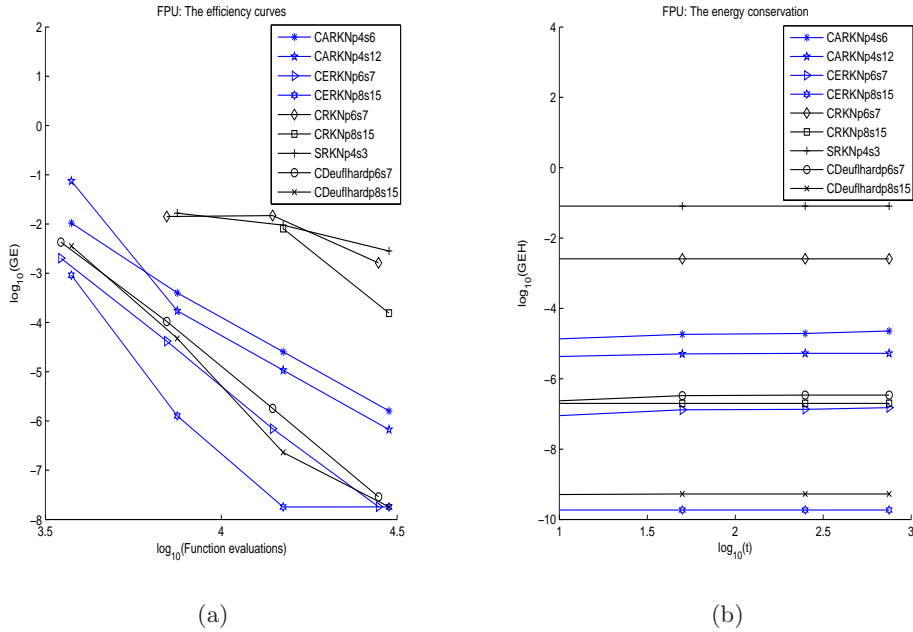 FPU: The efficiency curves
2
1
0
−1
−2
−3
−4
−5
−6
−7
−8
log10(GE)
3.5
4
4.5
log10(Function evaluations)
CARKNp4s6
CARKNp4s12
CERKNp6s7
CERKNp8s15
CRKNp6s7
CRKNp8s15
SRKNp4s3
CDeuflhardp6s7
CDeuflhardp8s15
(a)
FPU: The energy conservation
4
2
0
−2
−4
−6
−8
−10
log10(GEH)
1
1.5
2
2.5
3
log10(t)
CARKNp4s6
CARKNp4s12
CERKNp6s7
CERKNp8s15
CRKNp6s7
CRKNp8s15
SRKNp4s3
CDeuflhardp6s7
CDeuflhardp8s15
(b)